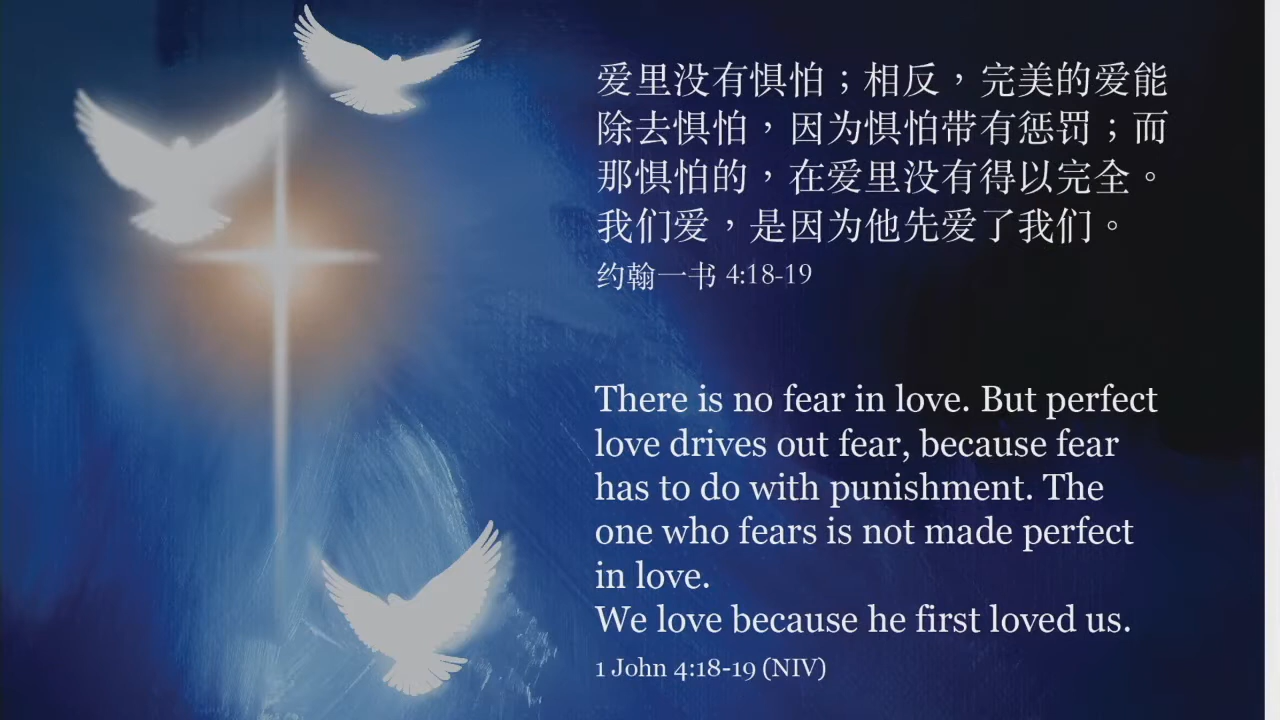 爱里没有惧怕；相反，完美的爱能
除去惧怕，因为惧怕带有惩罚；而
那惧怕的，在爱里没有得以完全。
我们爱，是因为他先爱了我们。
约翰一书 4:18-19
There is no fear in love. But perfect
love drives out fear, because fear
has to do with punishment. The
one who fears is not made perfect
in love.
We love because he first loved us.
1 John 4:18-19 (NIV)